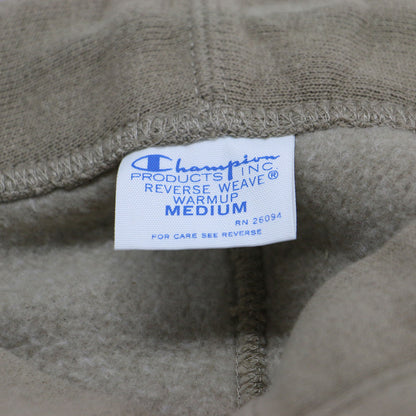 Champion
PRODUCTS INC.
REVERSE WEAVE®
WARMUP
MEDIUM
RN 26094
FOR CARE SEE REVERSE